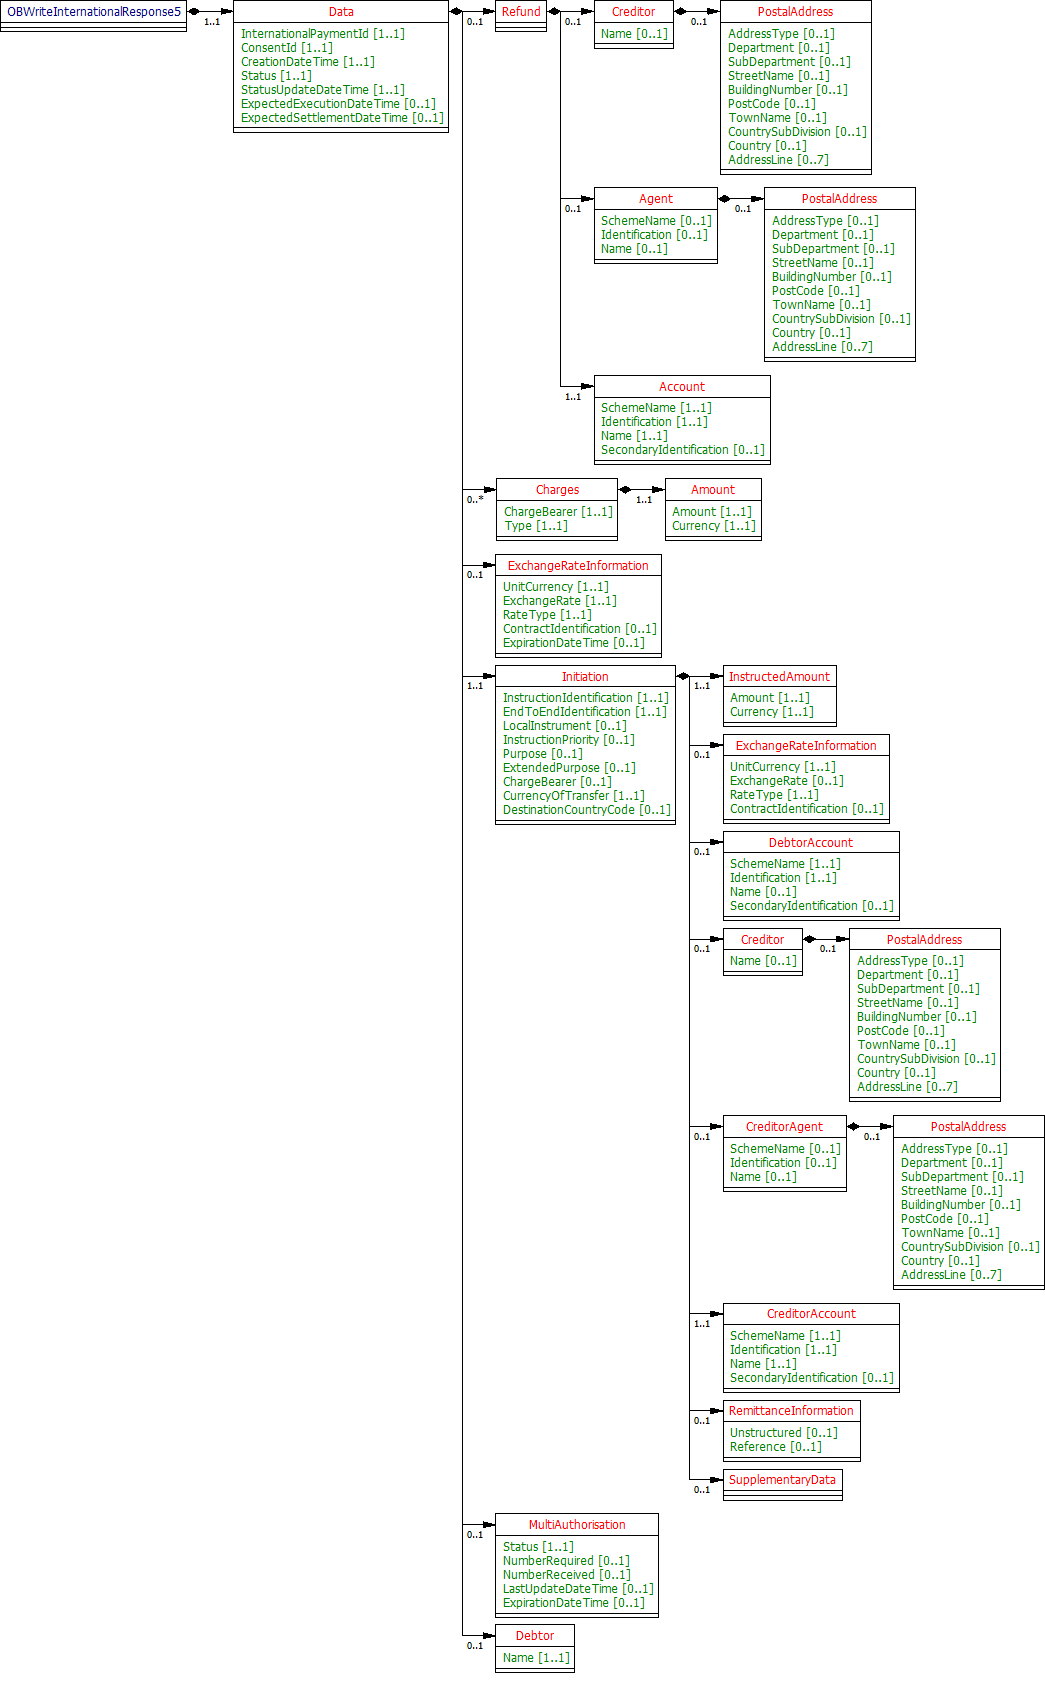 OBWriteInternationalResponse5
1..1
Data
InternationalPaymentId [1..1]
ConsentId [1..1]
CreationDateTime [1..1]
Status [1..1]
StatusUpdateDateTime [1..1]
ExpectedExecutionDateTime [0..1]
ExpectedSettlementDateTime [0..1]
0..1
Refund
0..1
Creditor
Name [0..1]
0..1
PostalAddress
AddressType [0..1]
Department [0..1]
SubDepartment [0..1]
StreetName [0..1]
BuildingNumber [0..1]
PostCode [0..1]
TownName [0..1]
CountrySubDivision [0..1]
Country [0..1]
AddressLine [0..7]
0..1
Agent
SchemeName [0..1]
Identification [0..1]
Name [0..1]
0..1
PostalAddress
AddressType [0..1]
Department [0..1]
SubDepartment [0..1]
StreetName [0..1]
BuildingNumber [0..1]
PostCode [0..1]
TownName [0..1]
CountrySubDivision [0..1]
Country [0..1]
AddressLine [0..7]
1..1
Account
SchemeName [1..1]
Identification [1..1]
Name [1..1]
SecondaryIdentification [0..1]
0..*
Charges
ChargeBearer [1..1]
Type [1..1]
1..1
Amount
Amount [1..1]
Currency [1..1]
0..1
ExchangeRateInformation
UnitCurrency [1..1]
ExchangeRate [1..1]
RateType [1..1]
ContractIdentification [0..1]
ExpirationDateTime [0..1]
1..1
Initiation
InstructionIdentification [1..1]
EndToEndIdentification [1..1]
LocalInstrument [0..1]
InstructionPriority [0..1]
Purpose [0..1]
ExtendedPurpose [0..1]
ChargeBearer [0..1]
CurrencyOfTransfer [1..1]
DestinationCountryCode [0..1]
1..1
InstructedAmount
Amount [1..1]
Currency [1..1]
0..1
ExchangeRateInformation
UnitCurrency [1..1]
ExchangeRate [0..1]
RateType [1..1]
ContractIdentification [0..1]
0..1
DebtorAccount
SchemeName [1..1]
Identification [1..1]
Name [0..1]
SecondaryIdentification [0..1]
0..1
Creditor
Name [0..1]
0..1
PostalAddress
AddressType [0..1]
Department [0..1]
SubDepartment [0..1]
StreetName [0..1]
BuildingNumber [0..1]
PostCode [0..1]
TownName [0..1]
CountrySubDivision [0..1]
Country [0..1]
AddressLine [0..7]
0..1
CreditorAgent
SchemeName [0..1]
Identification [0..1]
Name [0..1]
0..1
PostalAddress
AddressType [0..1]
Department [0..1]
SubDepartment [0..1]
StreetName [0..1]
BuildingNumber [0..1]
PostCode [0..1]
TownName [0..1]
CountrySubDivision [0..1]
Country [0..1]
AddressLine [0..7]
1..1
CreditorAccount
SchemeName [1..1]
Identification [1..1]
Name [1..1]
SecondaryIdentification [0..1]
0..1
RemittanceInformation
Unstructured [0..1]
Reference [0..1]
0..1
SupplementaryData
0..1
MultiAuthorisation
Status [1..1]
NumberRequired [0..1]
NumberReceived [0..1]
LastUpdateDateTime [0..1]
ExpirationDateTime [0..1]
0..1
Debtor
Name [1..1]